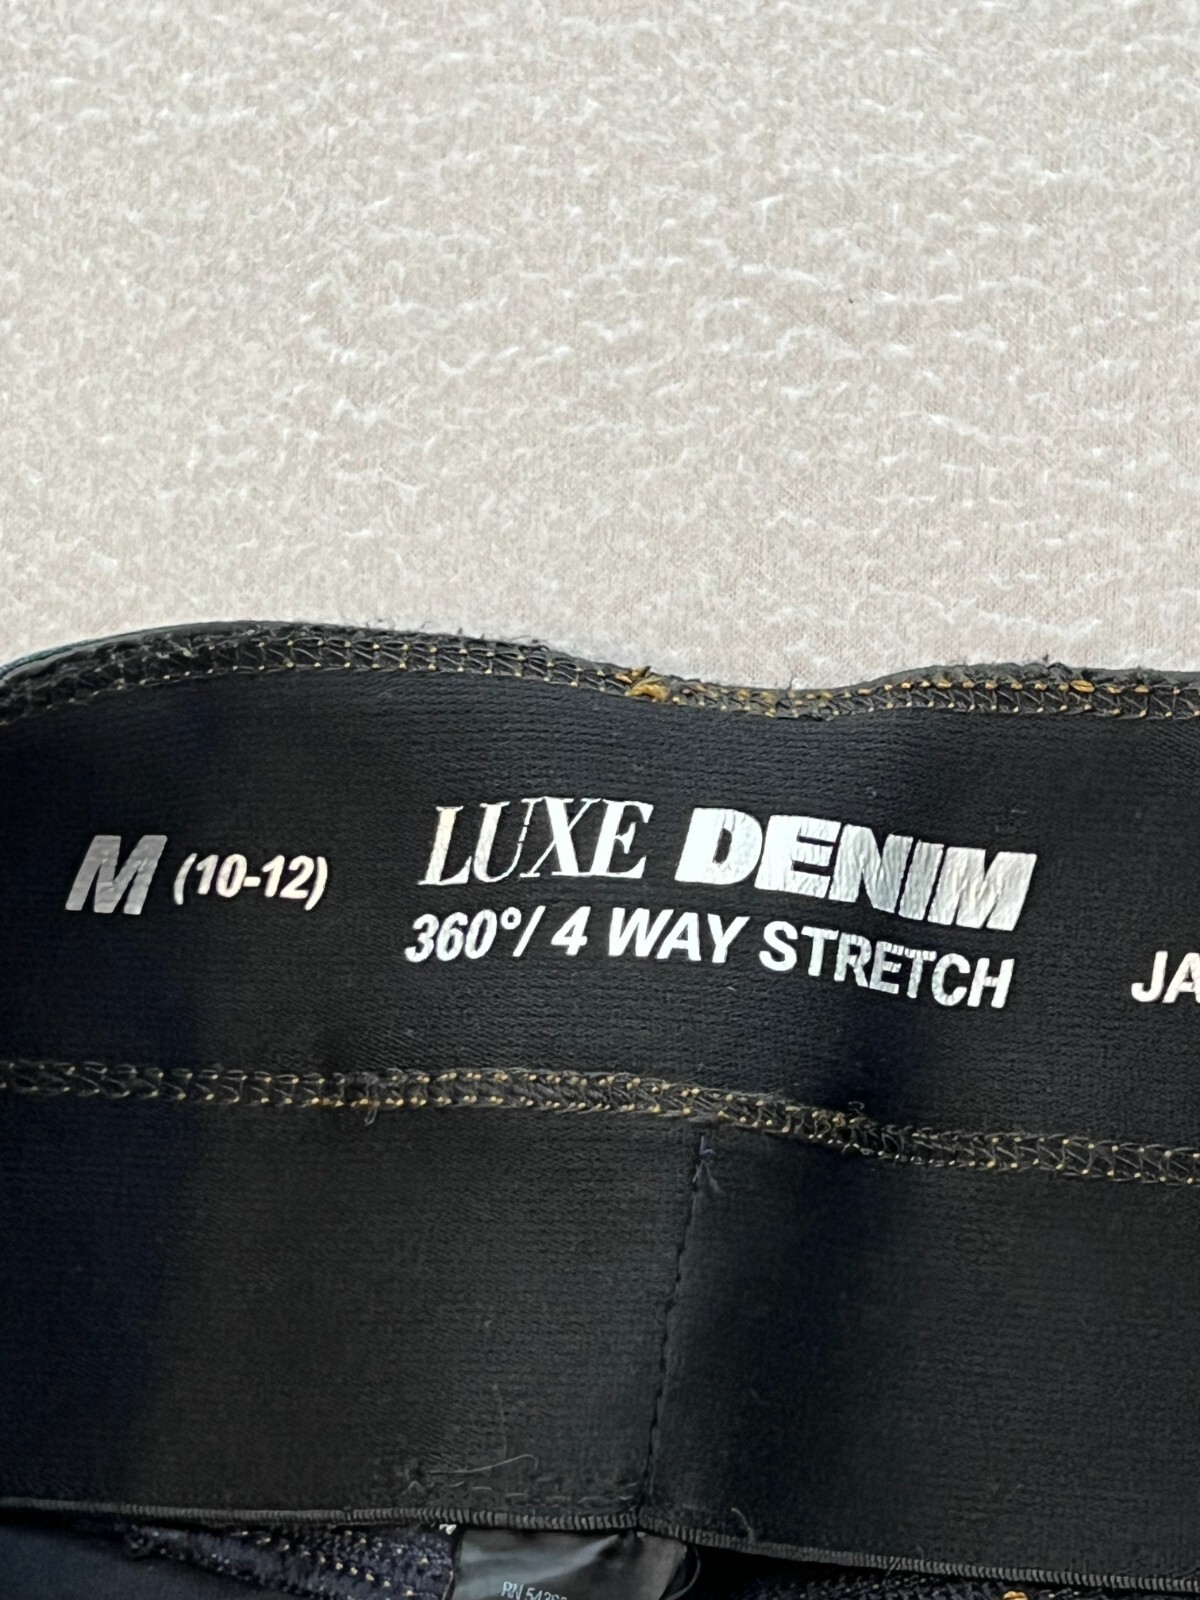 M (10-12)
LUXE DENIM
360°/ 4 WAY STRETCH
JA